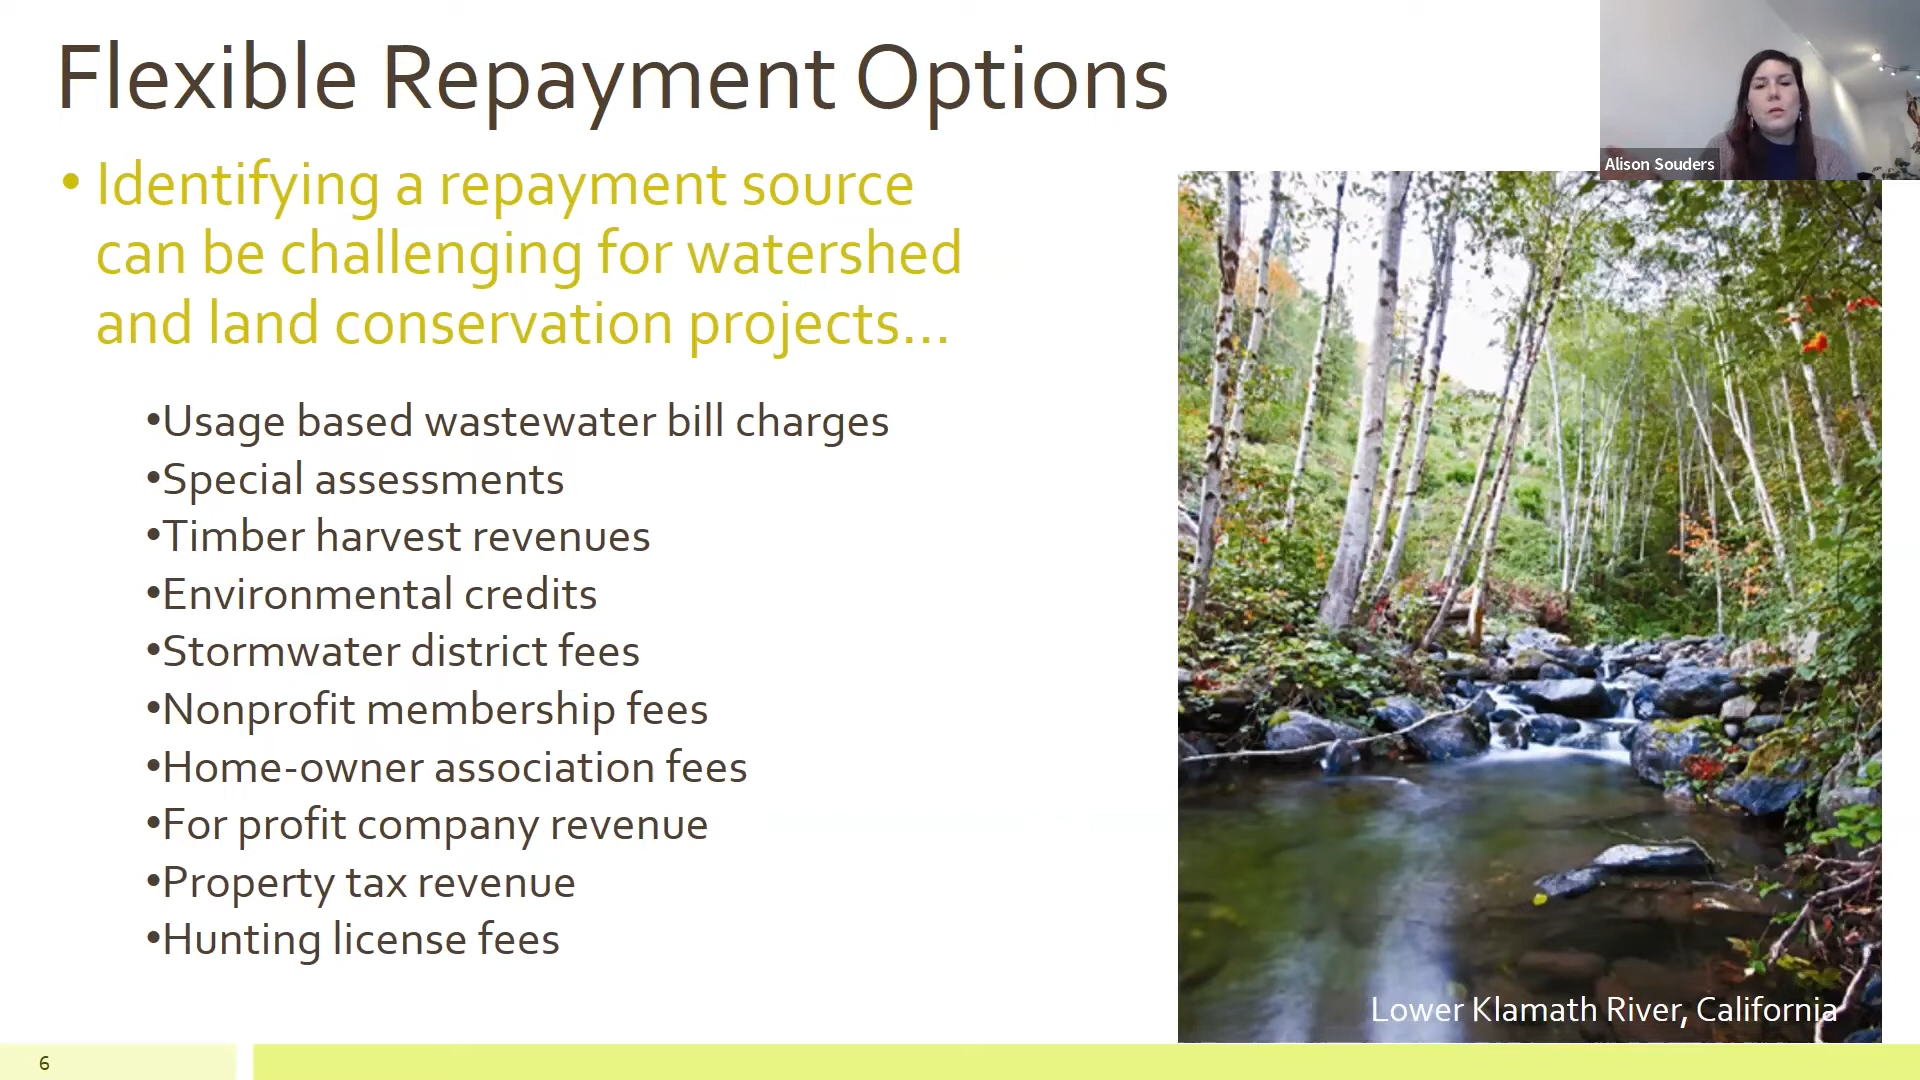 Flexible Repayment Options
Alison Souders
• Identifying a repayment source
can be challenging for watershed
and land conservation projects...
•Usage based wastewater bill charges
•Special assessments
•Timber harvest revenues
•Environmental credits
•Stormwater district fees
•Nonprofit membership fees
•Home-owner association fees
•For profit company revenue
•Property tax revenue
•Hunting license fees
Lower Klamath River, California
6